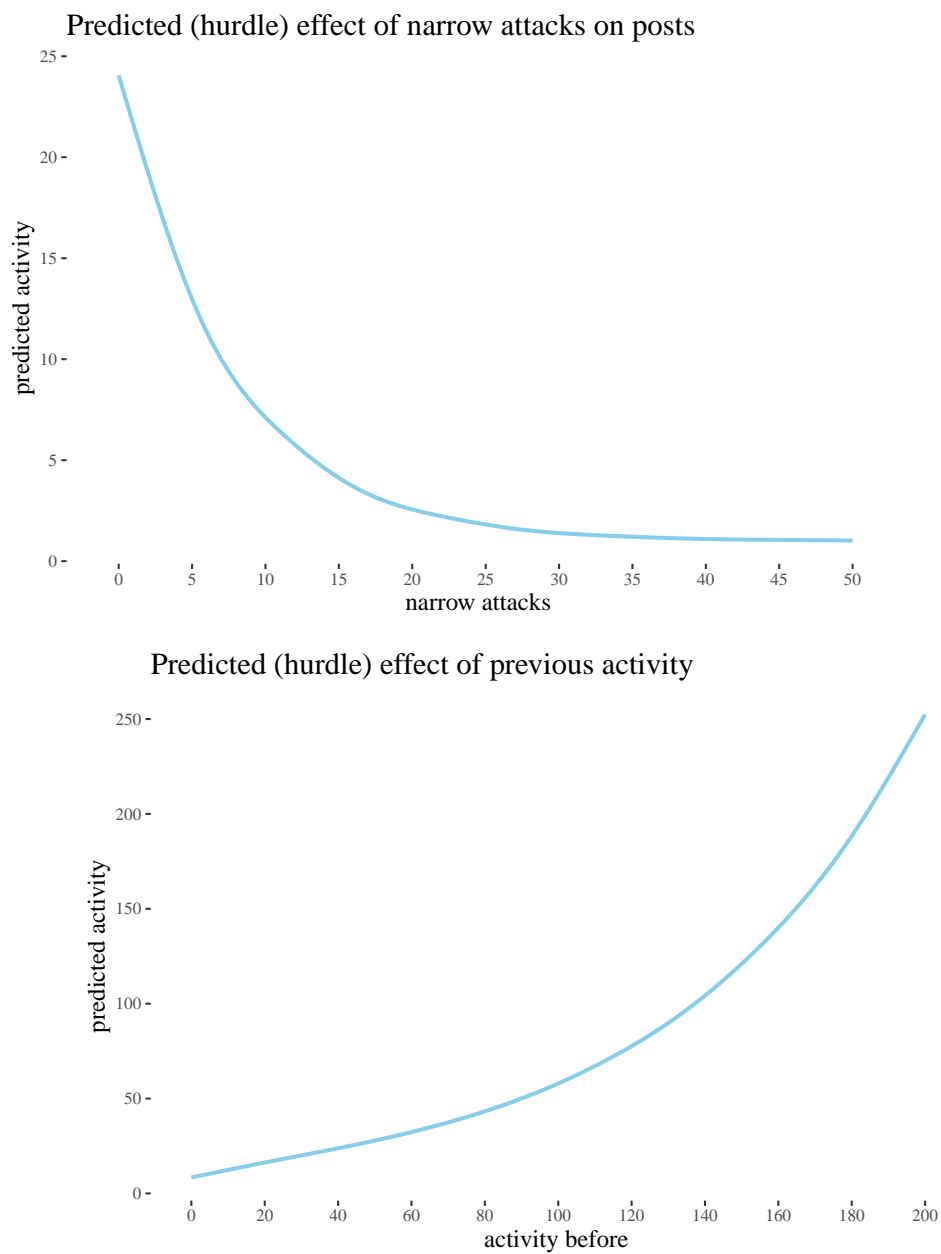 Predicted (hurdle) effect of narrow attacks on posts
25
20
15
10
5
0
predicted activity
0 5 10 15 20 25 30 35 40 45 50
narrow attacks
Predicted (hurdle) effect of previous activity
250
200
150
100
50
0
predicted activity
0 20 40 60 80 100 120 140 160 180 200
activity before